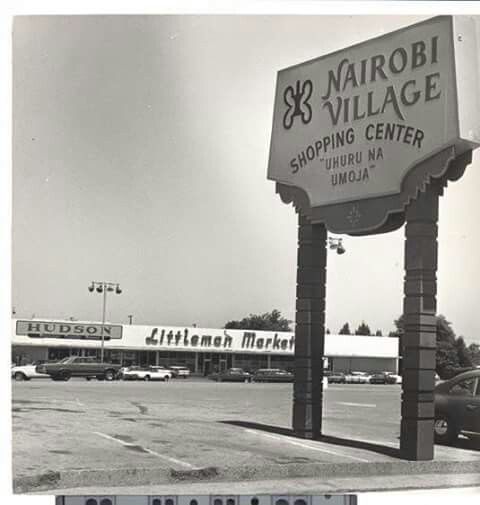 NAIROBI
VILLAGE
SHOPPING CENTER
"UHURU NA
UMOJA"
HUDSON
Littleman Market